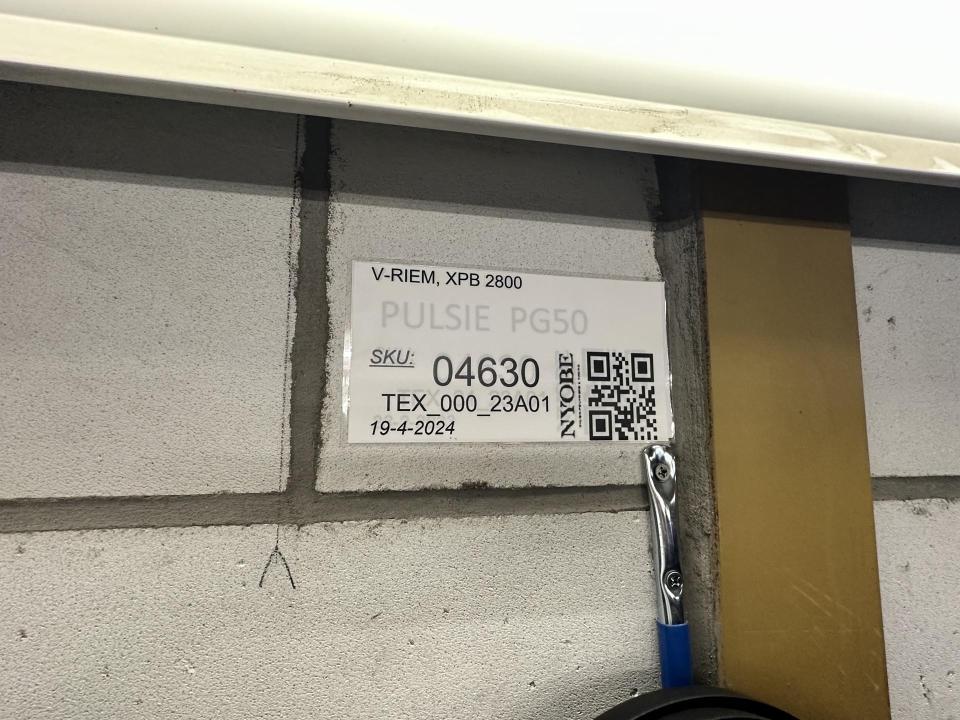 V-RIEM, XPB 2800
PULSIE PG50
SKU: 04630
TEX_000_23A01
19-4-2024
NYOBE